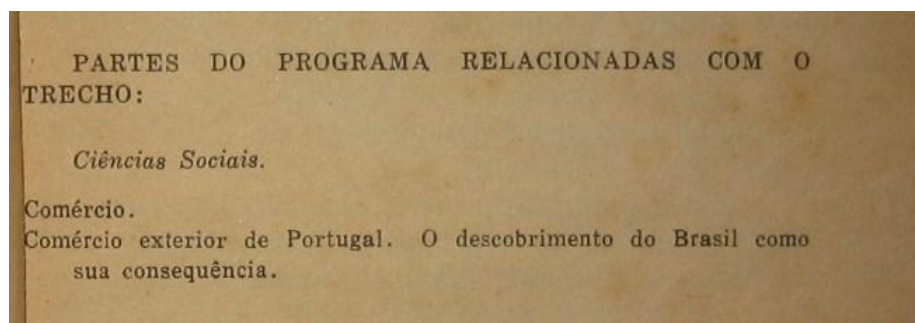 PARTES DO PROGRAMA RELACIONADAS COM O
TRECHO:
Ciências Sociais.
Comércio.
Comércio exterior de Portugal. O descobrimento do Brasil como
sua consequência.